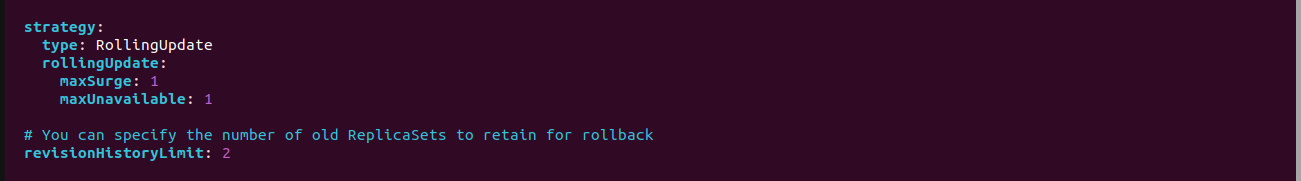 strategy:
  type: RollingUpdate
  rollingUpdate:
    maxSurge: 1
    maxUnavailable: 1
# You can specify the number of old ReplicaSets to retain for rollback
revisionHistoryLimit: 2